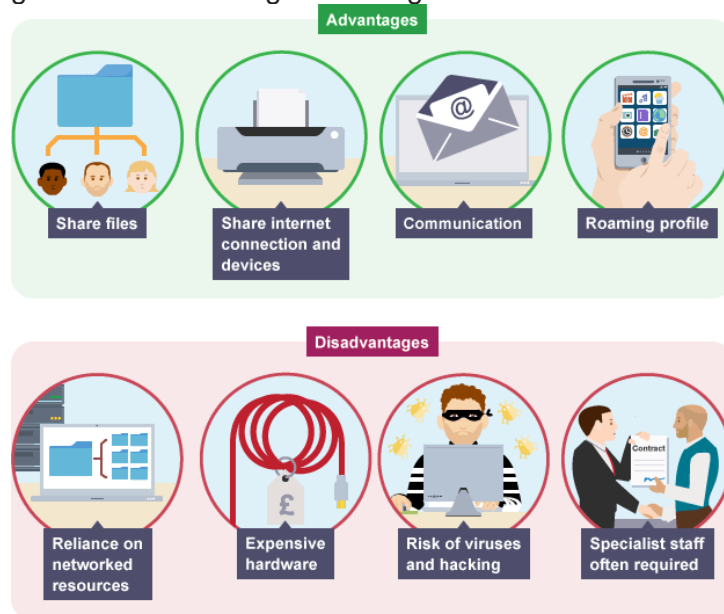 Advantages
Share files
Share internet
connection and
devices
Communication
@
Roaming profile
Disadvantages
Reliance on
networked
resources
£
Expensive
hardware
Risk of viruses
and hacking
Contract
Specialist staff
often required